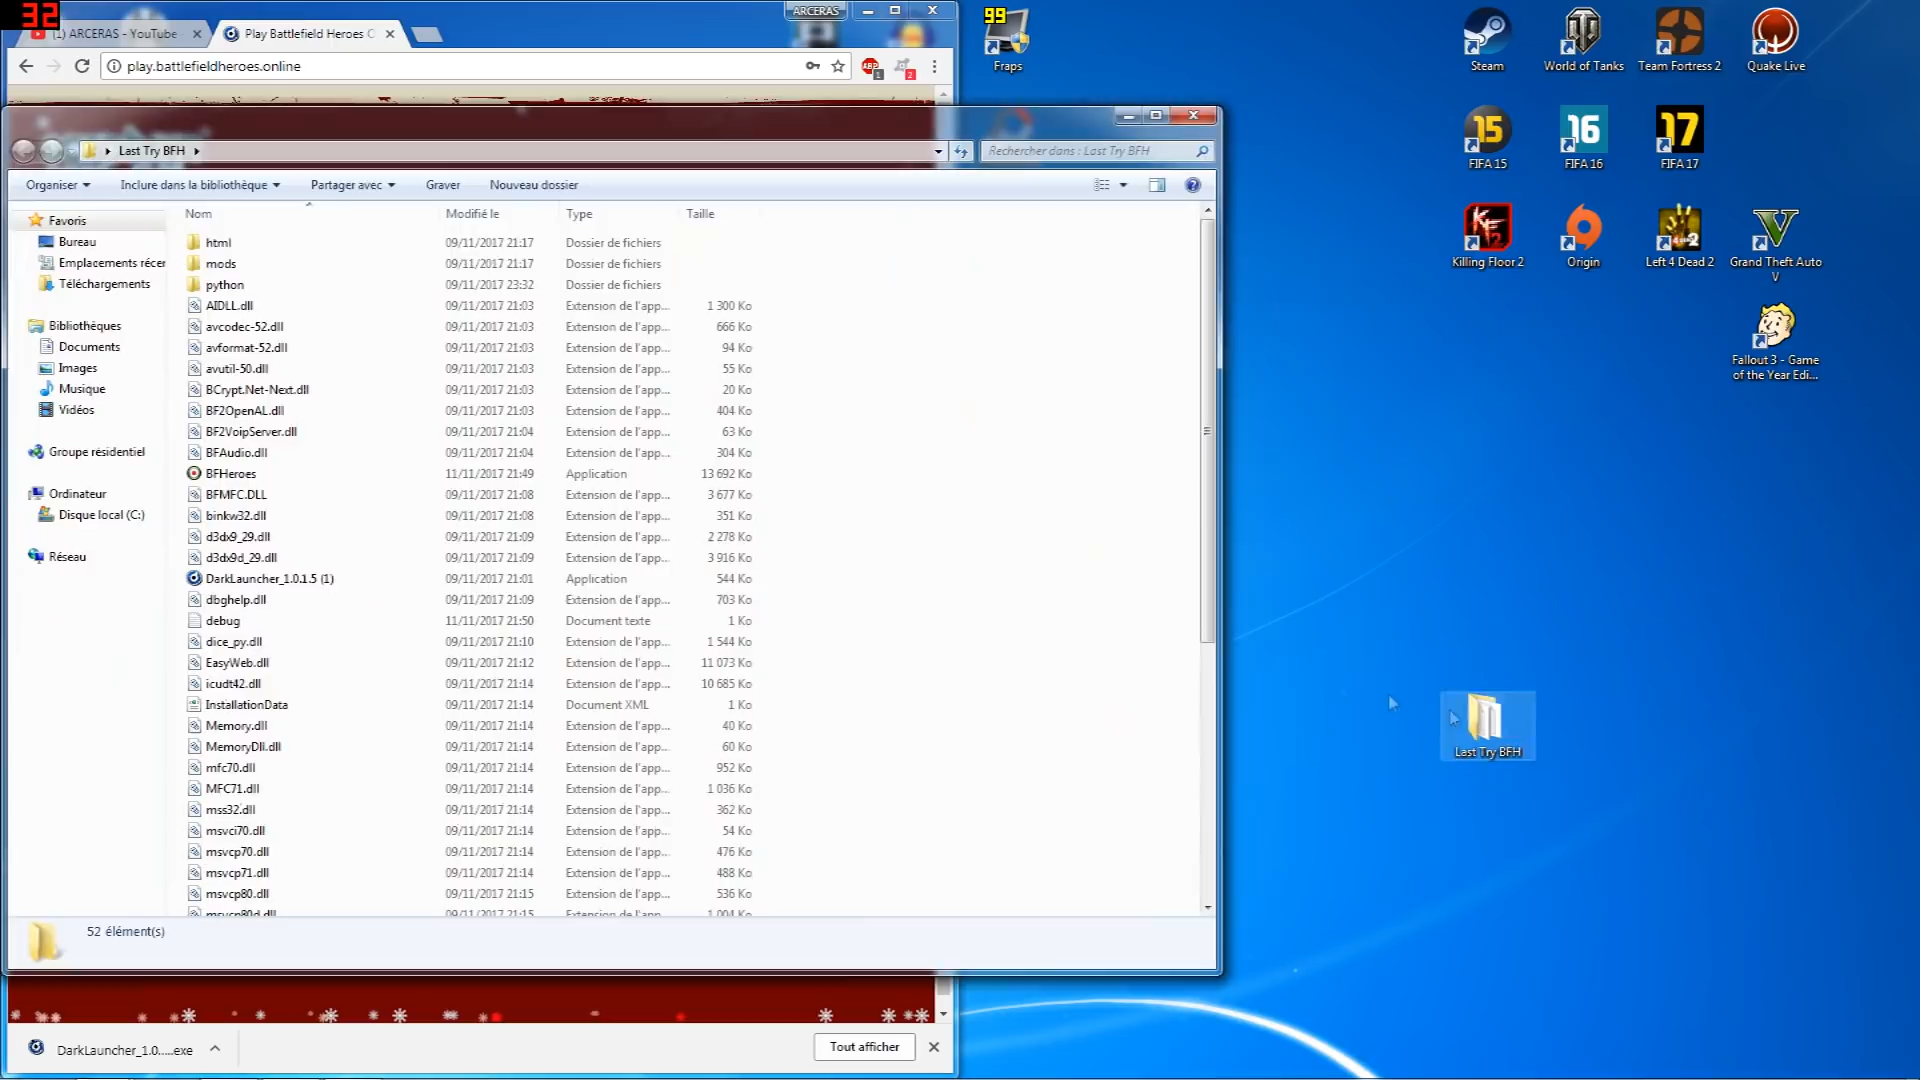 32
ARCERAS
(1) ARCERAS - YouTube
Play Battlefield Heroes O
play.battlefieldheroes.online
ABP
1
2
99
Fraps
Steam
World of Tanks
Team Fortress 2
Quake Live
15
16
17
FIFA 15
FIFA 16
FIFA 17
Killing Floor 2
Origin
Left 4 Dead 2
Grand Theft Auto
V
Fallout 3 - Game
of the Year Edi...
Last Try BFH
Last Try BFH
Rechercher dans : Last Try BFH
Organiser
Inclure dans la bibliothèque
Partager avec
Graver
Nouveau dossier
Nom Modifié le Type Taille
Favoris
Bureau
Emplacements récer
Téléchargements
Bibliothèques
Documents
Images
Musique
Vidéos
Groupe résidentiel
Ordinateur
Disque local (C:)
Réseau
html 09/11/2017 21:17 Dossier de fichiers
mods 09/11/2017 21:17 Dossier de fichiers
python 09/11/2017 23:32 Dossier de fichiers
AIDLL.dll 09/11/2017 21:03 Extension de l'app... 1 300 Ko
avcodec-52.dll 09/11/2017 21:03 Extension de l'app... 666 Ko
avformat-52.dll 09/11/2017 21:03 Extension de l'app... 94 Ko
avutil-50.dll 09/11/2017 21:03 Extension de l'app... 55 Ko
BCrypt.Net-Next.dll 09/11/2017 21:03 Extension de l'app... 20 Ko
BF2OpenAL.dll 09/11/2017 21:03 Extension de l'app... 404 Ko
BF2VoipServer.dll 09/11/2017 21:04 Extension de l'app... 63 Ko
BFAudio.dll 09/11/2017 21:04 Extension de l'app... 304 Ko
BFHeroes 11/11/2017 21:49 Application 13 692 Ko
BFMFC.DLL 09/11/2017 21:08 Extension de l'app... 3 677 Ko
binkw32.dll 09/11/2017 21:08 Extension de l'app... 351 Ko
d3dx9_29.dll 09/11/2017 21:09 Extension de l'app... 2 278 Ko
d3dx9d_29.dll 09/11/2017 21:09 Extension de l'app... 3 916 Ko
DarkLauncher_1.0.1.5 (1) 09/11/2017 21:01 Application 544 Ko
dbghelp.dll 09/11/2017 21:09 Extension de l'app... 703 Ko
debug 11/11/2017 21:50 Document texte 1 Ko
dice_py.dll 09/11/2017 21:10 Extension de l'app... 1 544 Ko
EasyWeb.dll 09/11/2017 21:12 Extension de l'app... 11 073 Ko
icudt42.dll 09/11/2017 21:14 Extension de l'app... 10 685 Ko
InstallationData 09/11/2017 21:14 Document XML 1 Ko
Memory.dll 09/11/2017 21:14 Extension de l'app... 40 Ko
MemoryDll.dll 09/11/2017 21:14 Extension de l'app... 60 Ko
mfc70.dll 09/11/2017 21:14 Extension de l'app... 952 Ko
MFC71.dll 09/11/2017 21:14 Extension de l'app... 1 036 Ko
mss32.dll 09/11/2017 21:14 Extension de l'app... 362 Ko
msvci70.dll 09/11/2017 21:14 Extension de l'app... 54 Ko
msvcp70.dll 09/11/2017 21:14 Extension de l'app... 476 Ko
msvcp71.dll 09/11/2017 21:14 Extension de l'app... 488 Ko
msvcp80.dll 09/11/2017 21:15 Extension de l'app... 536 Ko
msvcp80d.dll 09/11/2017 21:15 Extension de l'app... 1 004 Ko
52 élément(s)
DarkLauncher_1.0.....exe
Tout afficher